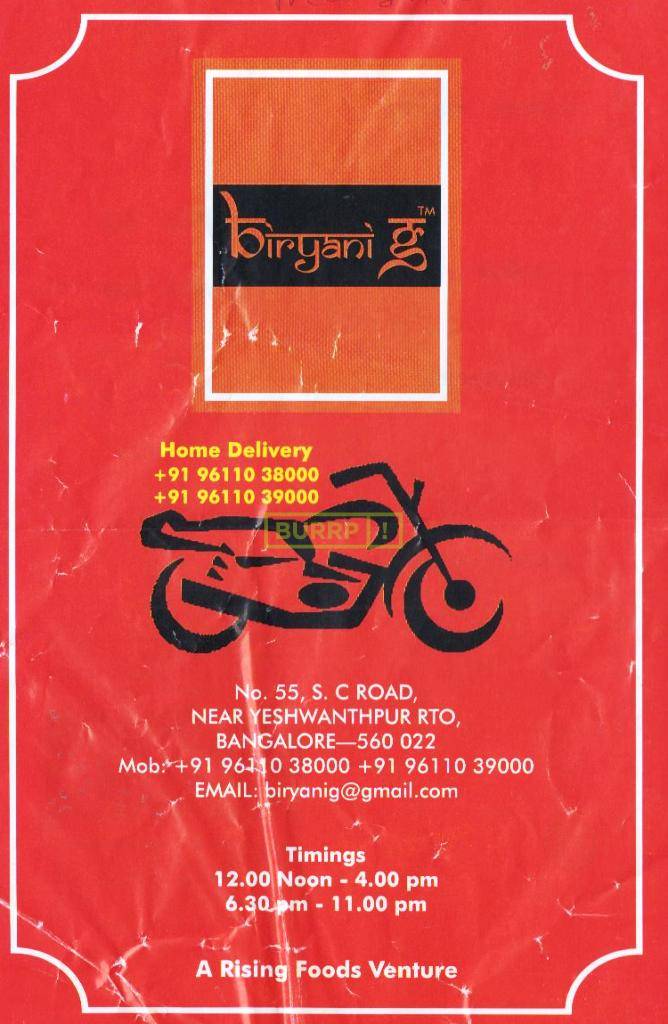 biryani g™
Home Delivery
+91 96110 38000
+91 96110 39000
BURRP!
No. 55, S. C ROAD,
NEAR YESHWANTHPUR RTO,
BANGALORE—560 022
Mob: +91 96110 38000 +91 96110 39000
EMAIL: biryanig@gmail.com
Timings
12.00 Noon - 4.00 pm
6.30 pm - 11.00 pm
A Rising Foods Venture